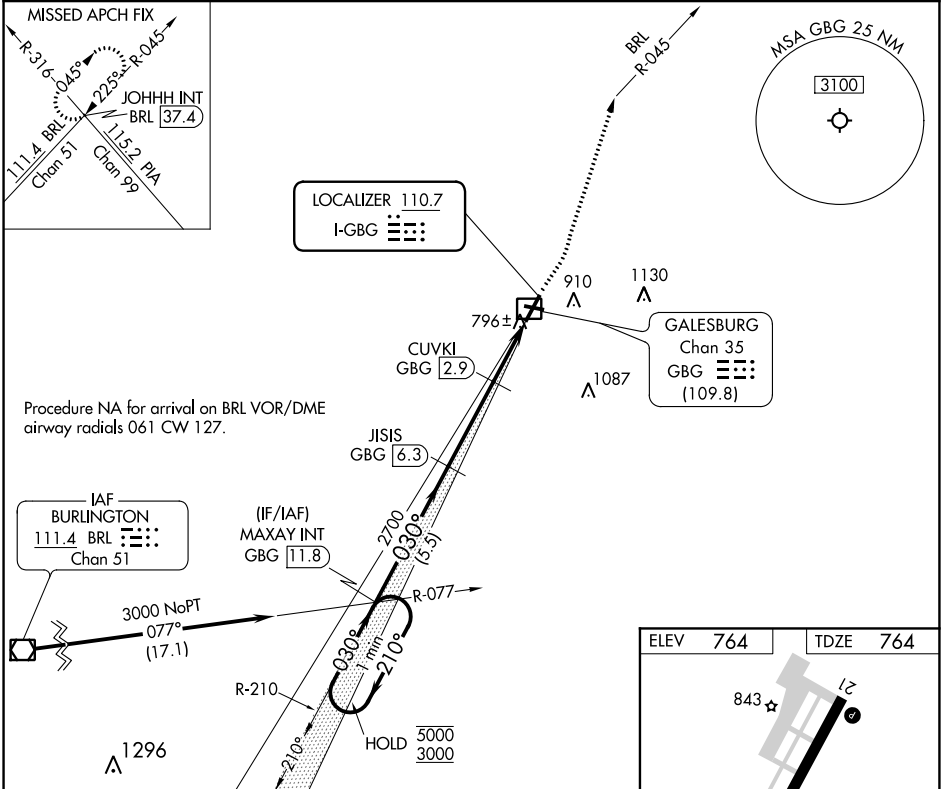 MISSED APCH FIX
R-316
045°
R-045
225°
JOHHH INT
BRL 37.4
111.4 BRL
Chan 51
115.2 PIA
Chan 99
BRL
R-045
MSA GBG 25 NM
3100
LOCALIZER 110.7
I-GBG
910
1130
796±
GALESBURG
Chan 35
GBG
(109.8)
CUVKI
GBG 2.9
1087
Procedure NA for arrival on BRL VOR/DME
airway radials 061 CW 127.
JISIS
GBG 6.3
IAF
BURLINGTON
111.4 BRL
Chan 51
(IF/IAF)
MAXAY INT
GBG 11.8
2700
030°
(5.5)
3000 NoPT
077°
(17.1)
R-077
030°
1 min
210°
R-210
210°
HOLD 5000
3000
1296
ELEV 764
TDZE 764
843
21
P